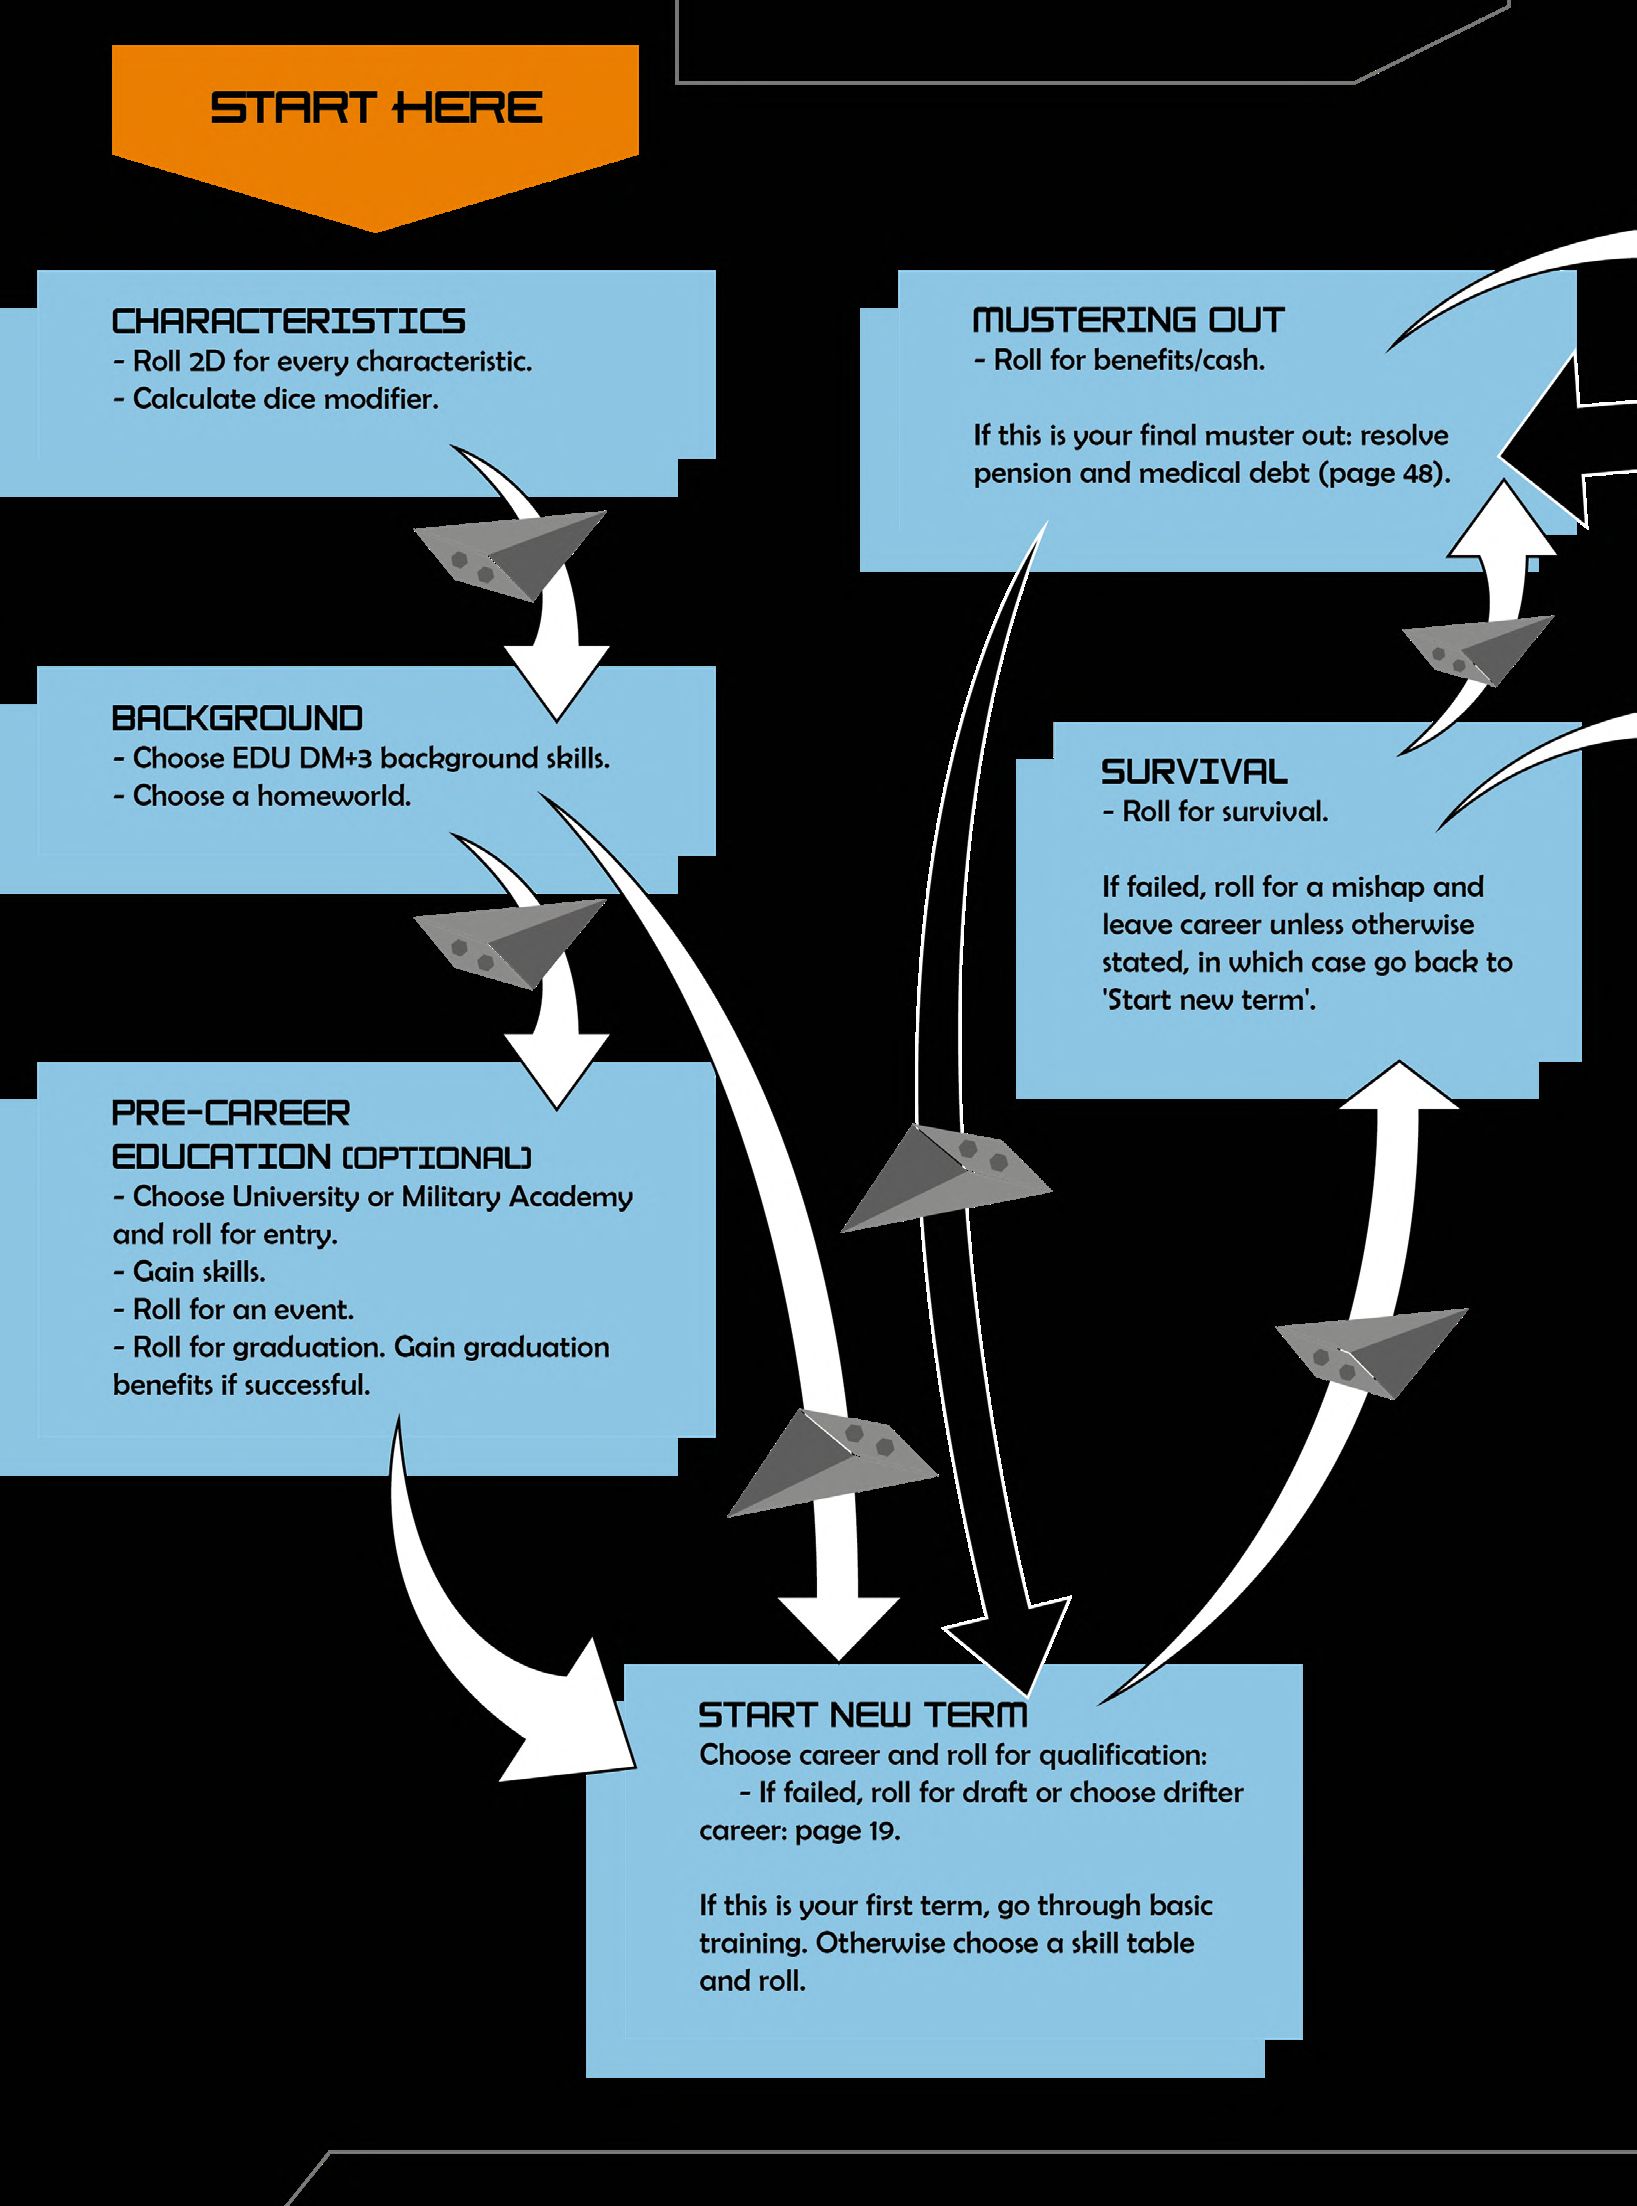 START HERE
CHARACTERISTICS
- Roll 2D for every characteristic.
- Calculate dice modifier.
BACKGROUND
- Choose EDU DM+3 background skills.
- Choose a homeworld.
PRE-CAREER
EDUCATION (OPTIONAL)
- Choose University or Military Academy
and roll for entry.
- Gain skills.
- Roll for an event.
- Roll for graduation. Gain graduation
benefits if successful.
MUSTERING OUT
- Roll for benefits/cash.
If this is your final muster out: resolve
pension and medical debt (page 48).
SURVIVAL
- Roll for survival.
If failed, roll for a mishap and
leave career unless otherwise
stated, in which case go back to
'Start new term'.
START NEW TERM
Choose career and roll for qualification:
- If failed, roll for draft or choose drifter
career: page 19.
If this is your first term, go through basic
training. Otherwise choose a skill table
and roll.